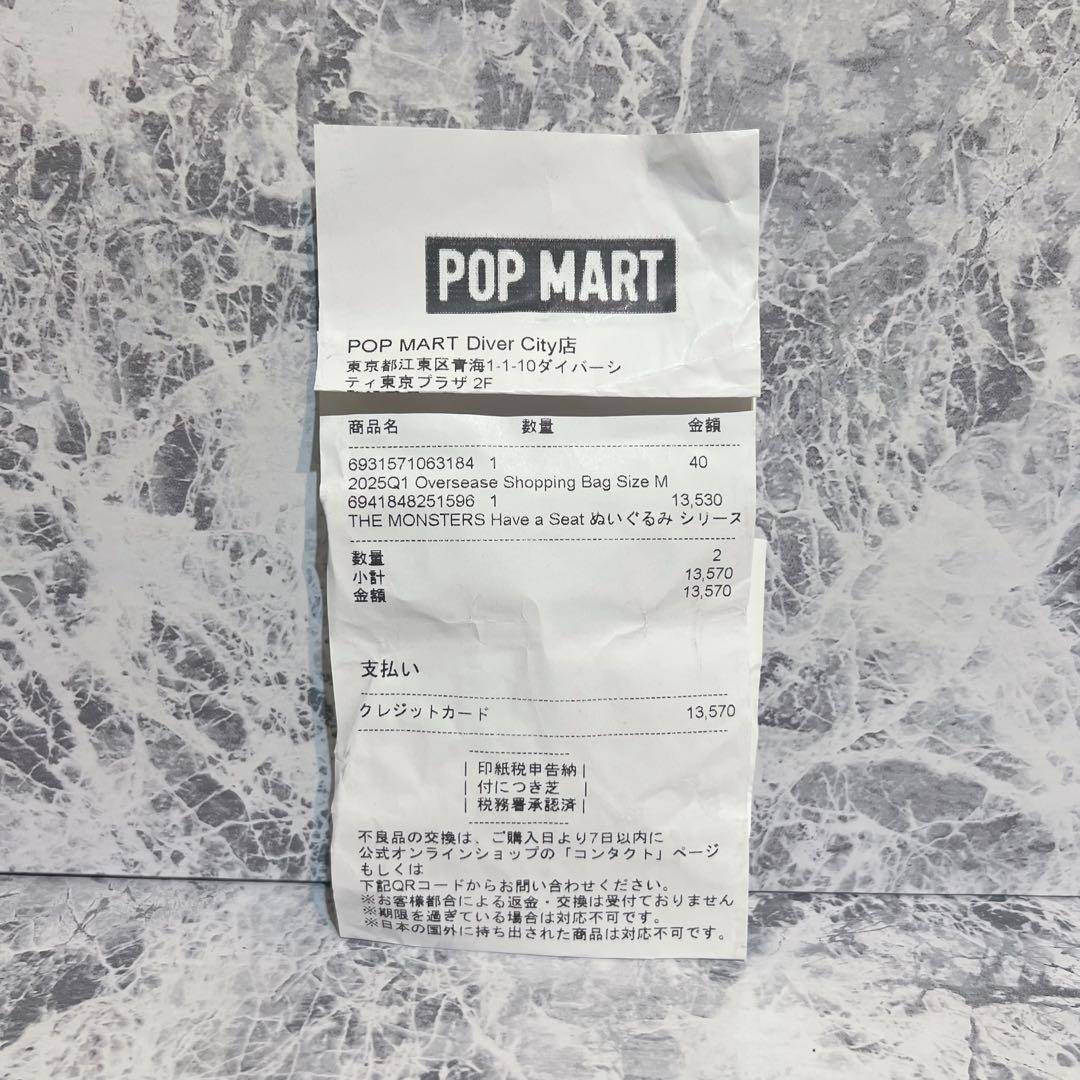 POP MART
POP MART Diver City店
東京都江東区青海1-1-10ダイバーシ
ティ東京プラザ 2F
商品名 数量 金額
6931571063184 1 40
2025Q1 Oversease Shopping Bag Size M
6941848251596 1 13,530
THE MONSTERS Have a Seat ぬいぐるみ シリーズ
数量 2
小計 13,570
金額 13,570
支払い
クレジットカード 13,570
| 印紙税申告納 |
| 付につき芝 |
| 税務署承認済 |
不良品の交換は、ご購入日より7日以内に
公式オンラインショップの「コンタクト」ページ
もしくは
下記QRコードからお問い合わせください。
※お客様都合による返金・交換は受付ておりません
※期限を過ぎている場合は対応不可です。
※日本の国外に持ち出された商品は対応不可です。